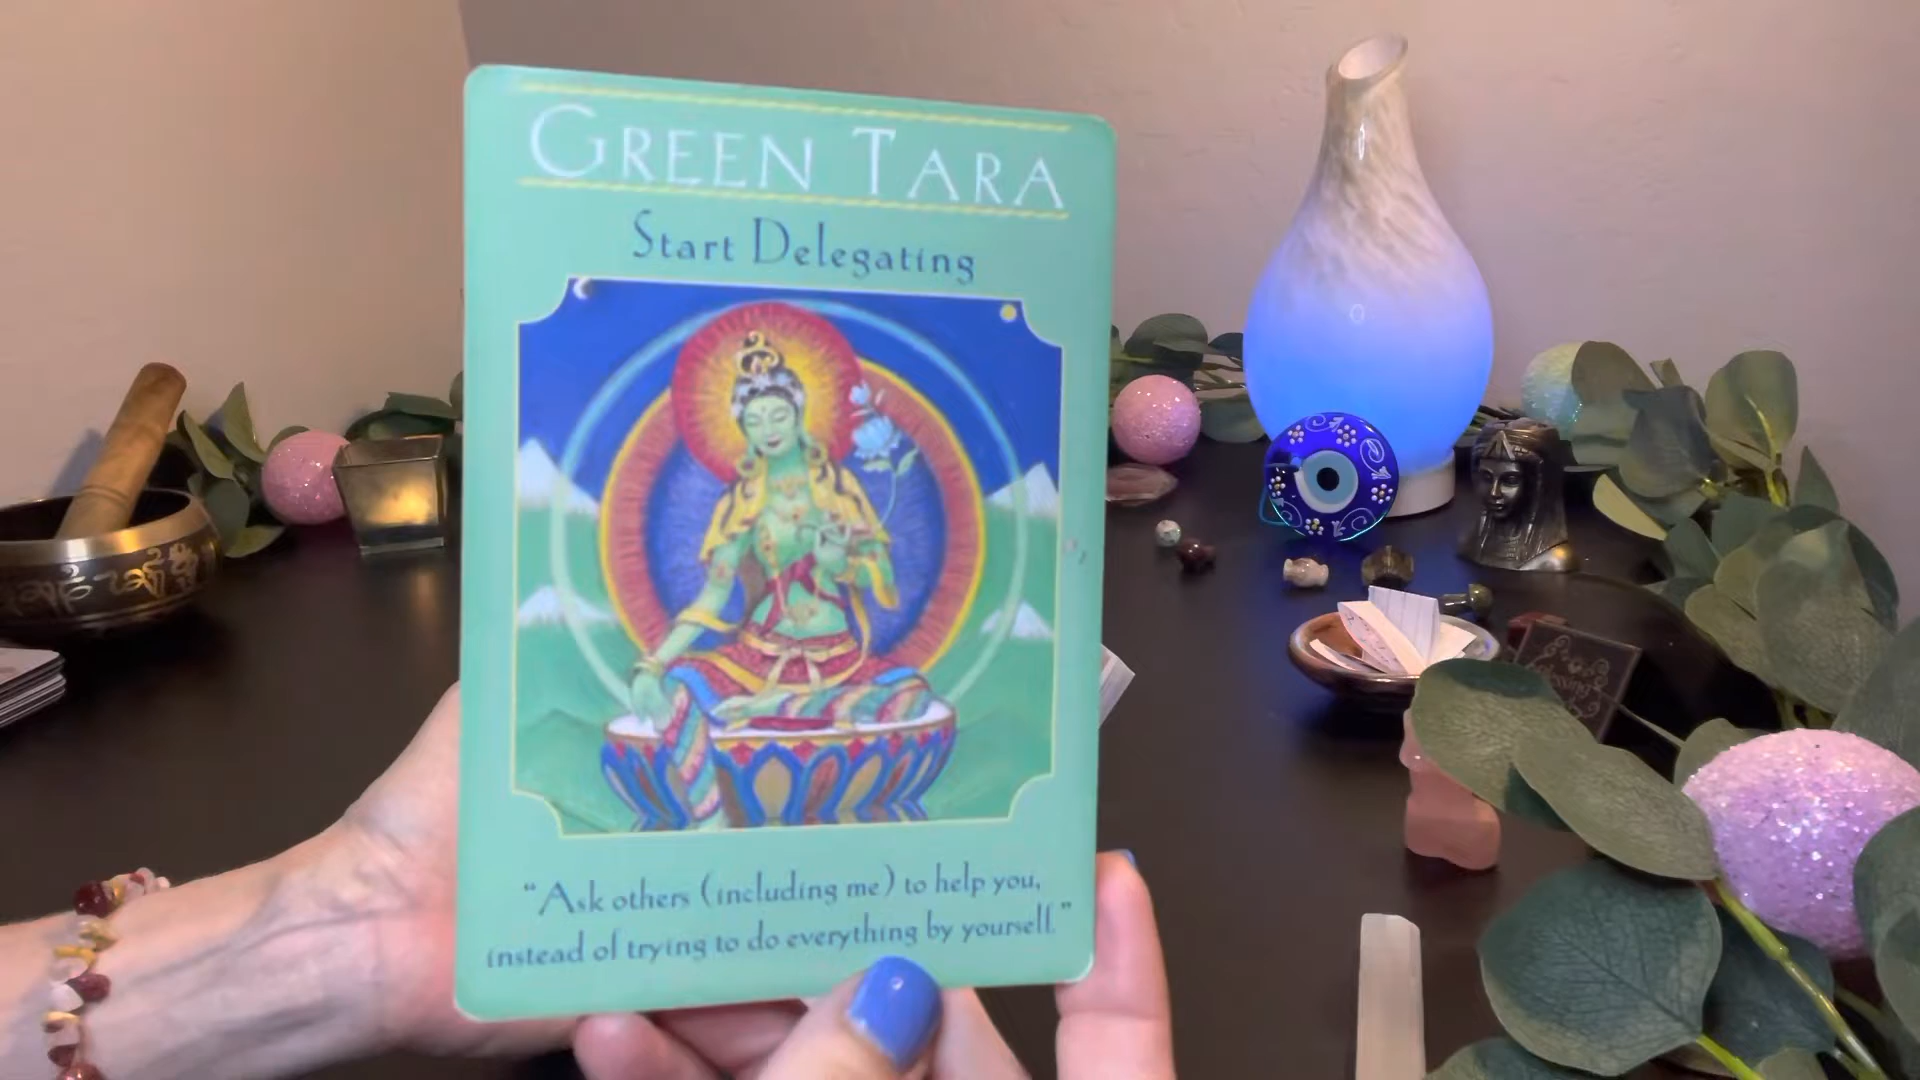 GREEN TARA
Start Delegating
“Ask others (including me) to help you,
instead of trying to do everything by yourself.”